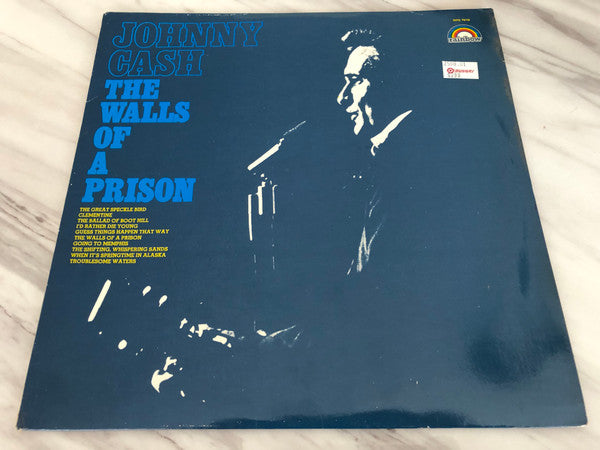 JOHNNY
CASH
THE
WALLS
OF
A
PRISON
THE GREAT SPECKLE BIRD
CLEMENTINE
THE BALLAD OF BOOT HILL
I'D RATHER DIE YOUNG
GUESS THINGS HAPPEN THAT WAY
THE WALLS OF A PRISON
GOING TO MEMPHIS
THE SHIFTING, WHISPERING SANDS
WHEN IT'S SPRINGTIME IN ALASKA
TROUBLESOME WATERS
rainbow